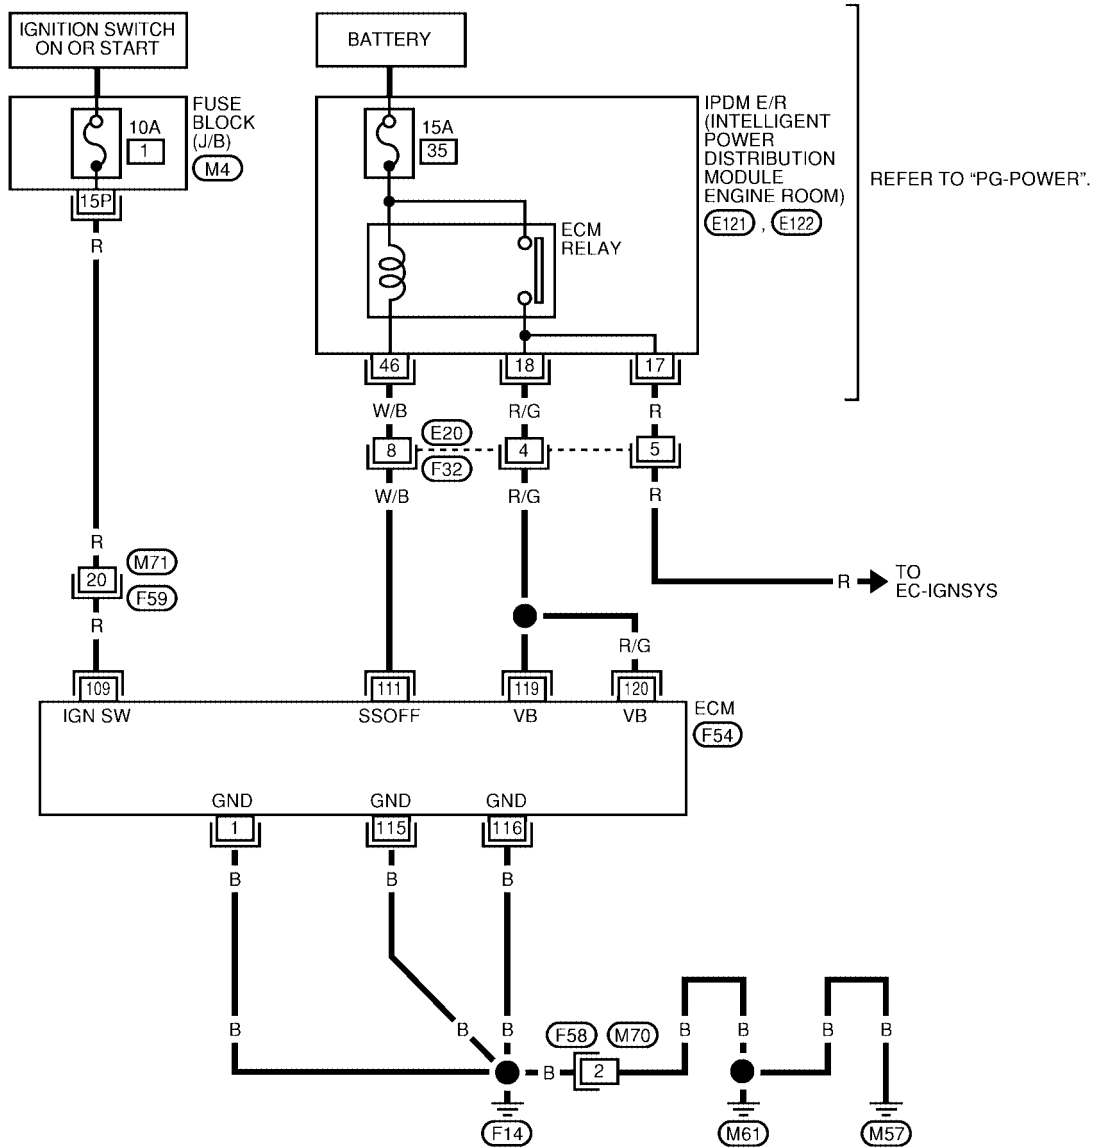 IGNITION SWITCH
ON OR START
BATTERY
FUSE
BLOCK
(J/B)
M4
10A
1
15P
15A
35
IPDM E/R
(INTELLIGENT
POWER
DISTRIBUTION
MODULE
ENGINE ROOM)
E121 , E122
REFER TO “PG-POWER”.
ECM
RELAY
R
46
18
17
W/B
R/G
R
8
E20
F32
4
5
W/B
R/G
R
R
20
M71
F59
R
R
TO
EC-IGNSYS
R/G
109
111
119
120
IGN SW
SSOFF
VB
VB
ECM
F54
GND
GND
GND
1
115
116
B
B
B
B
B
B
F58
M70
B
2
B
B
B
B
F14
M61
M57